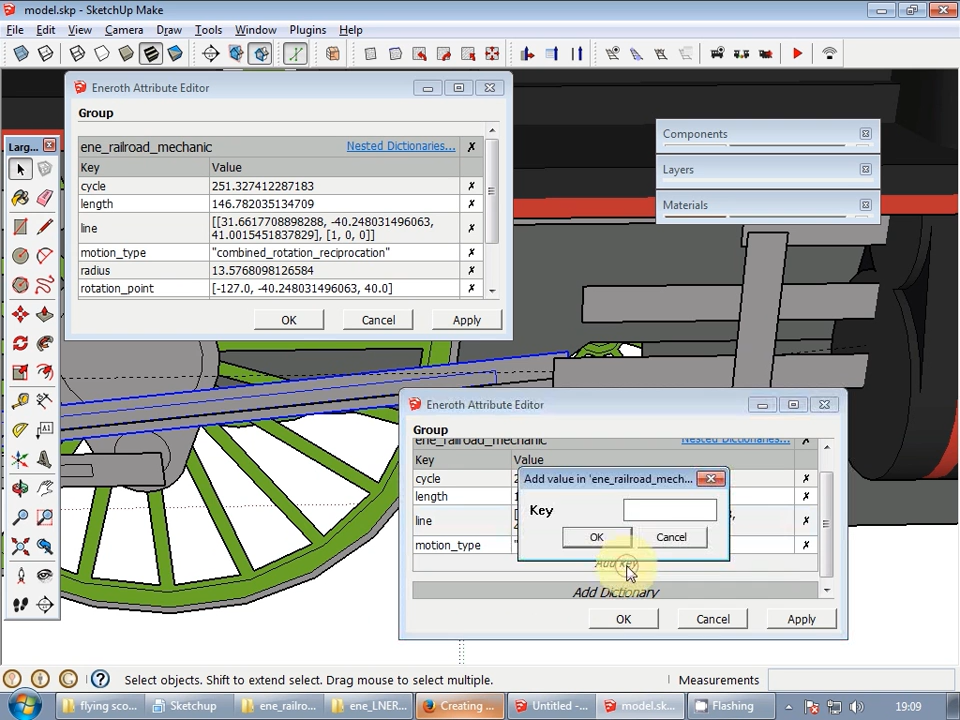 model.skp - SketchUp Make
File Edit View Camera Draw Tools Window Plugins Help
Eneroth Attribute Editor
Group
ene_railroad_mechanic Nested Dictionaries... ✗
Key Value
cycle 251.327412287183 ✗
length 146.782035134709 ✗
line [[31.6617708898288, -40.248031496063, 41.0015451837829], [1, 0, 0]] ✗
motion_type "combined_rotation_reciprocation" ✗
radius 13.5768098126584 ✗
rotation_point [-127.0, -40.248031496063, 40.0] ✗
OK Cancel Apply
Components
Layers
Materials
Larg...
A1
Eneroth Attribute Editor
Group
ene_railroad_mechanic Nested Dictionaries... ✗
Key Value
cycle ✗
length ✗
line ✗
motion_type ✗
Add value in 'ene_railroad_mech...
Key
OK Cancel
Add key
Add Dictionary
OK Cancel Apply
Select objects. Shift to extend select. Drag mouse to select multiple. Measurements
flying sco... Sketchup ene_railro... ene_LNER... Creating ... Untitled -... model.sk... Flashing 19:09